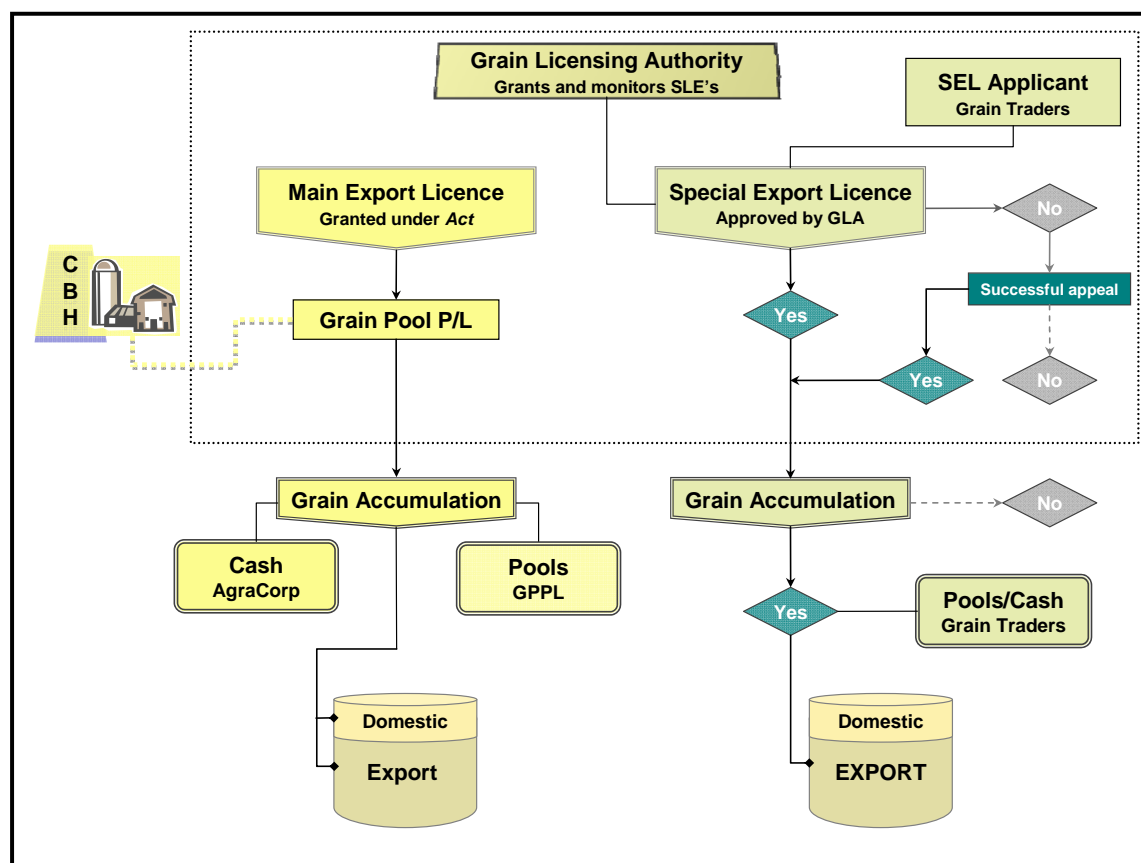 Grain Licensing Authority
Grants and monitors SLE's
SEL Applicant
Grain Traders
Main Export Licence
Granted under Act
Special Export Licence
Approved by GLA
No
C
B
H
Successful appeal
Grain Pool P/L
Yes
Yes
No
Grain Accumulation
Grain Accumulation
No
Cash
AgraCorp
Pools
GPPL
Yes
Pools/Cash
Grain Traders
Domestic
Export
Domestic
EXPORT